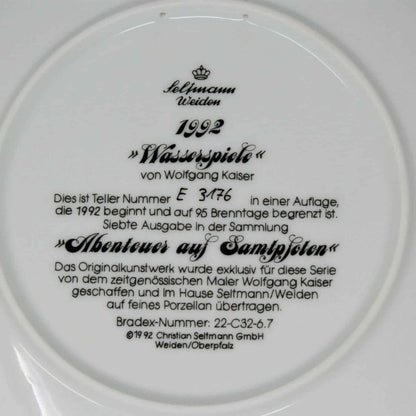 Seltmann
Weiden
1992
»Wasserspiele«
von Wolfgang Kaiser
Dies ist Teller Nummer E 3176 in einer Auflage,
die 1992 beginnt und auf 95 Brenntage begrenzt ist.
Siebte Ausgabe in der Sammlung
»Abenteuer auf Samtpfoten«
Das Originalkunstwerk wurde exklusiv für diese Serie
von dem zeitgenössischen Maler Wolfgang Kaiser
geschaffen und im Hause Seltmann/Weiden
auf feines Porzellan übertragen.
Bradex-Nummer: 22-C32-6.7
©1992 Christian Seltmann GmbH
Weiden/Oberpfalz